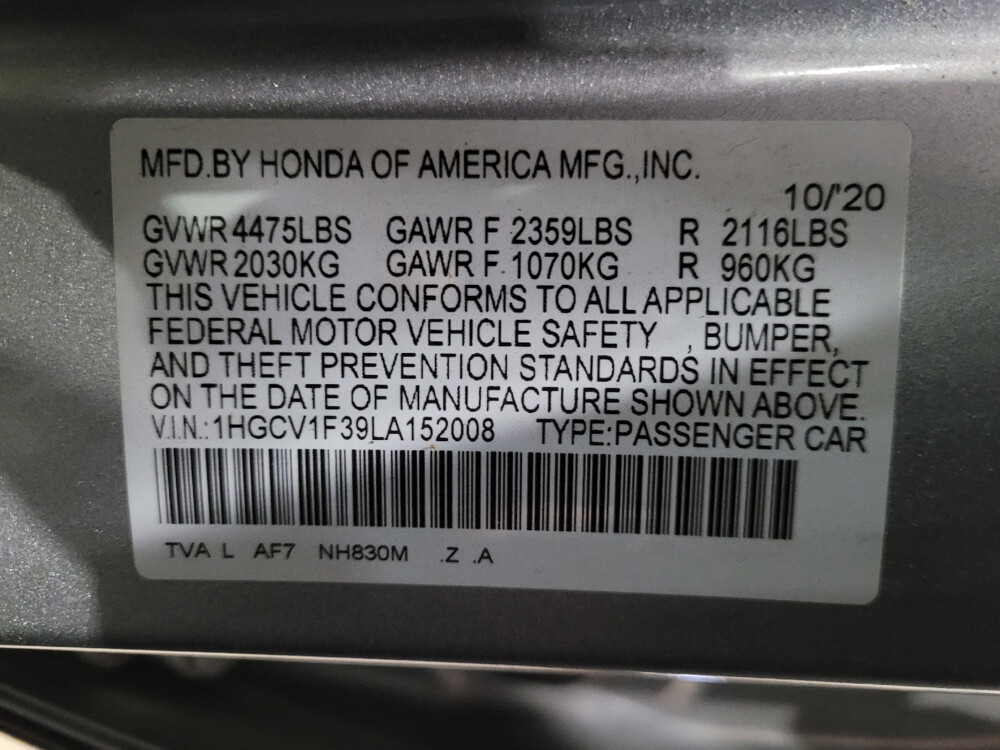 MFD.BY HONDA OF AMERICA MFG.,INC.
10/'20
GVWR 4475LBS GAWR F 2359LBS R 2116LBS
GVWR 2030KG GAWR F 1070KG R 960KG
THIS VEHICLE CONFORMS TO ALL APPLICABLE
FEDERAL MOTOR VEHICLE SAFETY , BUMPER,
AND THEFT PREVENTION STANDARDS IN EFFECT
ON THE DATE OF MANUFACTURE SHOWN ABOVE.
V.I.N.:1HGCV1F39LA152008 TYPE:PASSENGER CAR
TVA L AF7 NH830M .Z .A